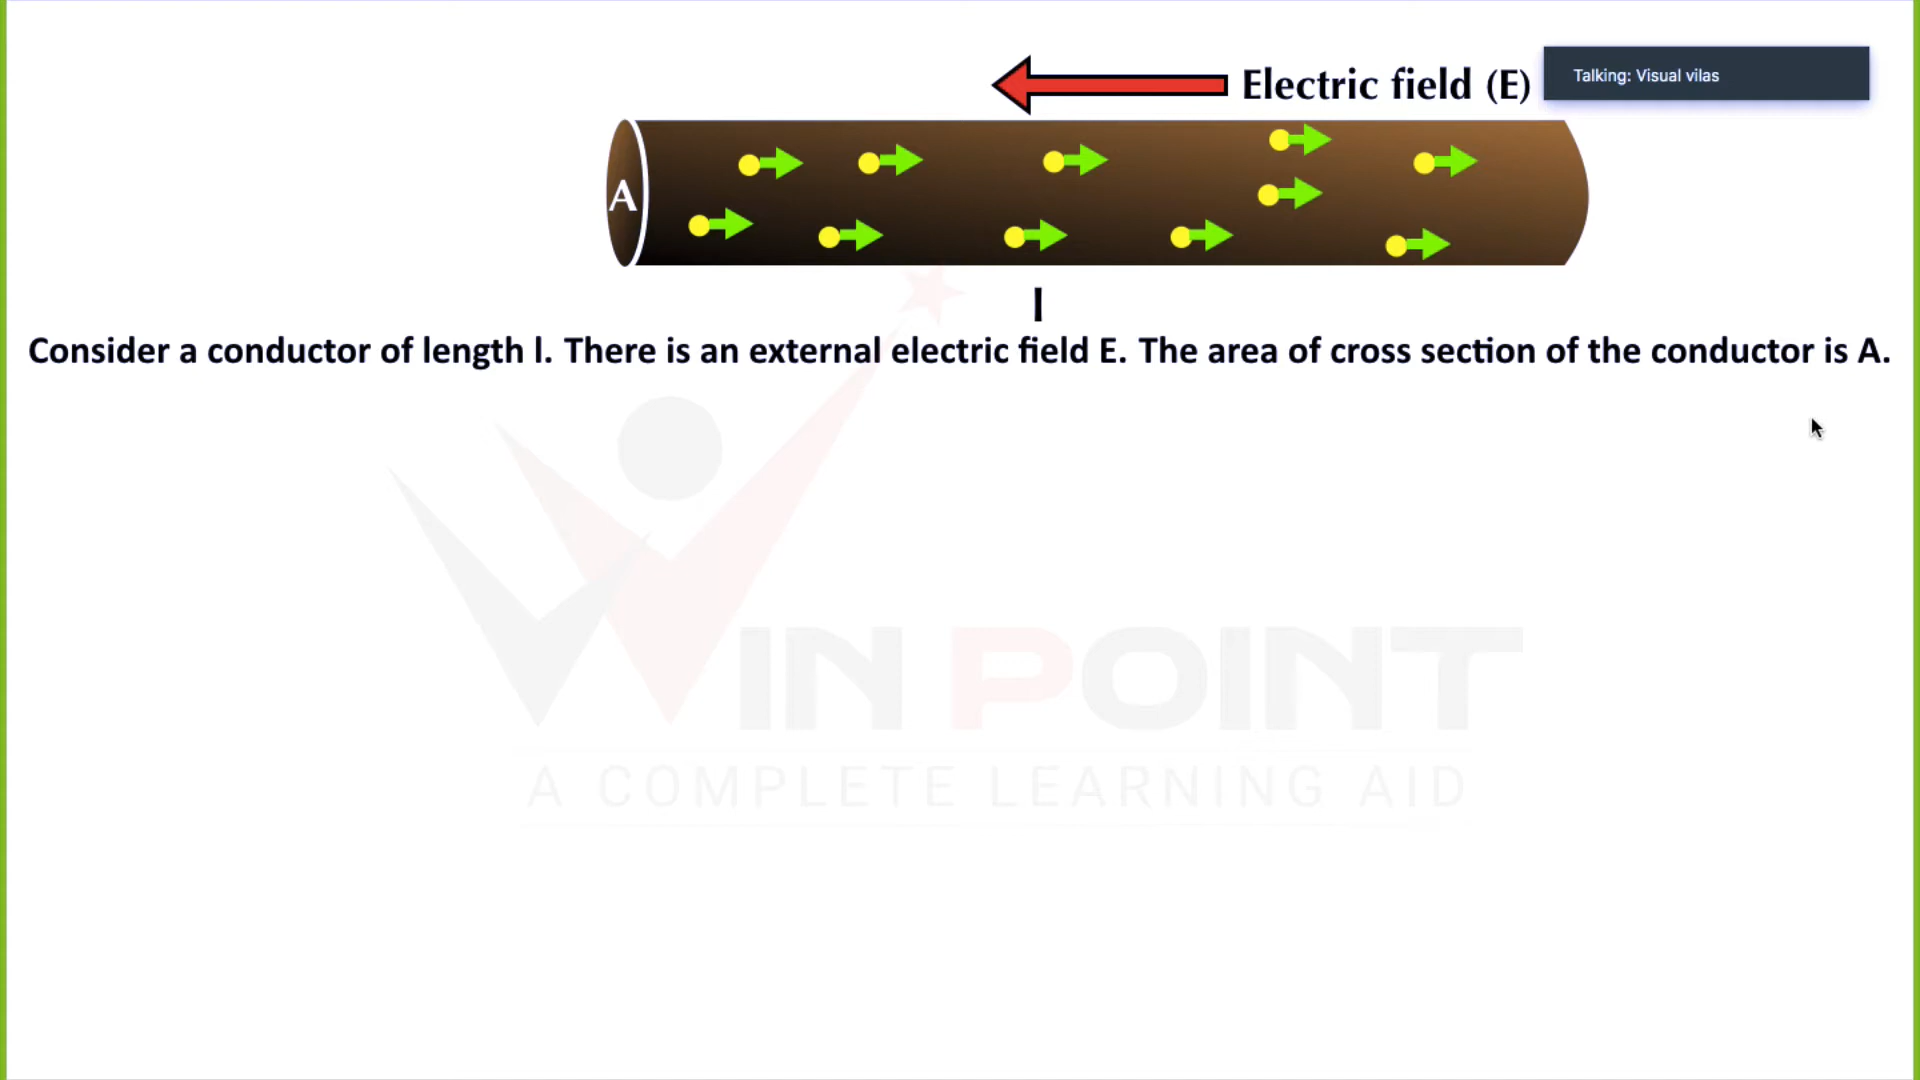 Electric field (E)
Talking: Visual vilas
A
l
Consider a conductor of length l. There is an external electric field E. The area of cross section of the conductor is A.
WIN POINT
A COMPLETE LEARNING AID